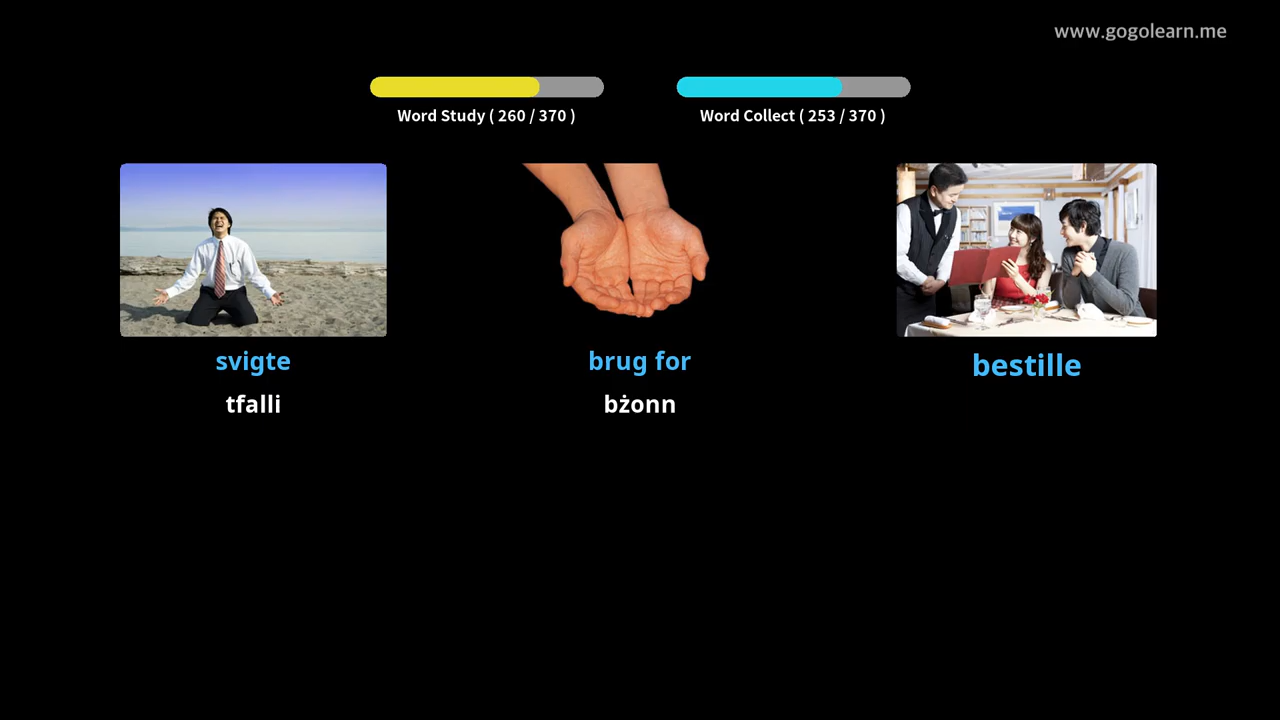 www.gogolearn.me
Word Study ( 260 / 370 )
Word Collect ( 253 / 370 )
svigte
brug for
bestille
tfalli
bżonn